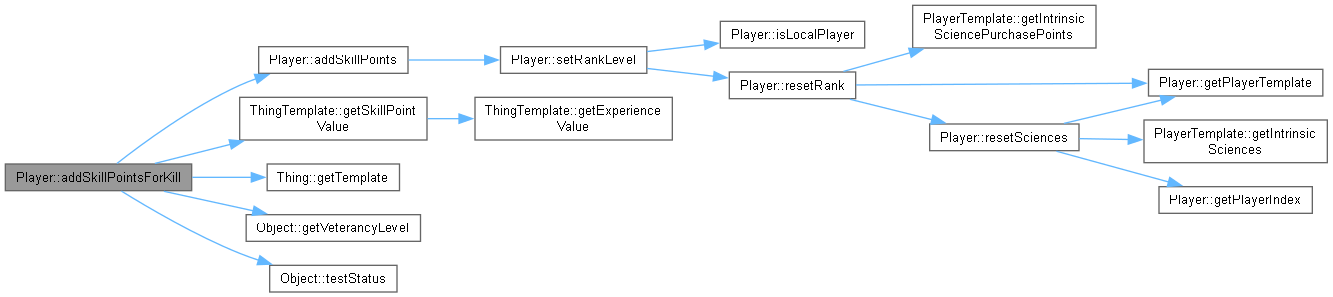 Player::addSkillPointsForKill
Player::addSkillPoints
ThingTemplate::getSkillPoint
Value
Thing::getTemplate
Object::getVeterancyLevel
Object::testStatus
Player::setRankLevel
ThingTemplate::getExperience
Value
Player::isLocalPlayer
Player::resetRank
PlayerTemplate::getIntrinsic
SciencePurchasePoints
Player::resetSciences
Player::getPlayerTemplate
PlayerTemplate::getIntrinsic
Sciences
Player::getPlayerIndex